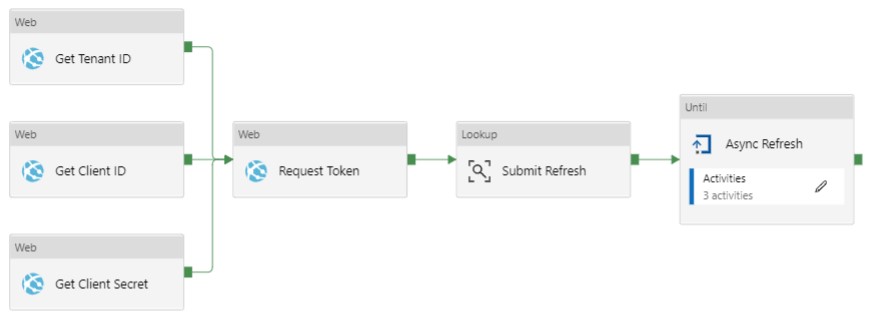 Web
Get Tenant ID
Web
Get Client ID
Web
Get Client Secret
Web
Request Token
Lookup
Submit Refresh
Until
Async Refresh
Activities
3 activities